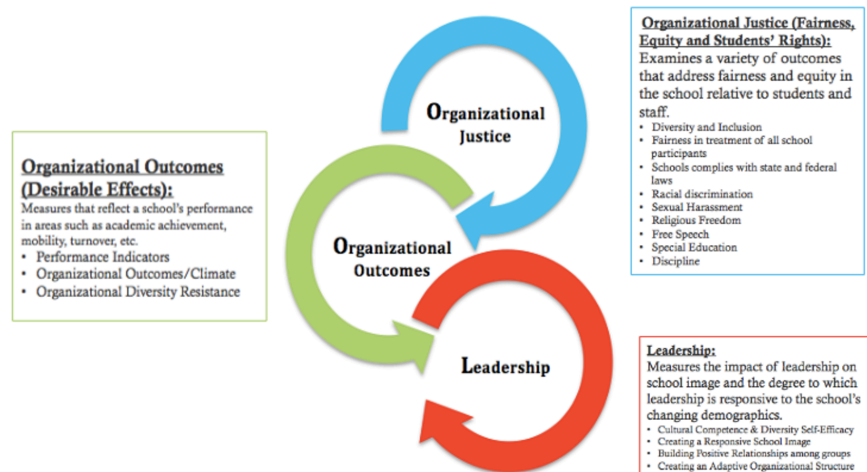 Organizational Justice (Fairness,
Equity and Students' Rights):
Examines a variety of outcomes
that address fairness and equity in
the school relative to students and
staff.
• Diversity and Inclusion
• Fairness in treatment of all school
participants
• Schools complies with state and federal
laws
• Racial discrimination
• Sexual Harassment
• Religious Freedom
• Free Speech
• Special Education
• Discipline
Organizational
Justice
Organizational Outcomes
(Desirable Effects):
Measures that reflect a school's performance
in areas such as academic achievement,
mobility, turnover, etc.
• Performance Indicators
• Organizational Outcomes/Climate
• Organizational Diversity Resistance
Organizational
Outcomes
Leadership
Leadership:
Measures the impact of leadership on
school image and the degree to which
leadership is responsive to the school's
changing demographics.
• Cultural Competence & Diversity Self-Efficacy
• Creating a Responsive School Image
• Building Positive Relationships among groups
• Creating an Adaptive Organizational Structure